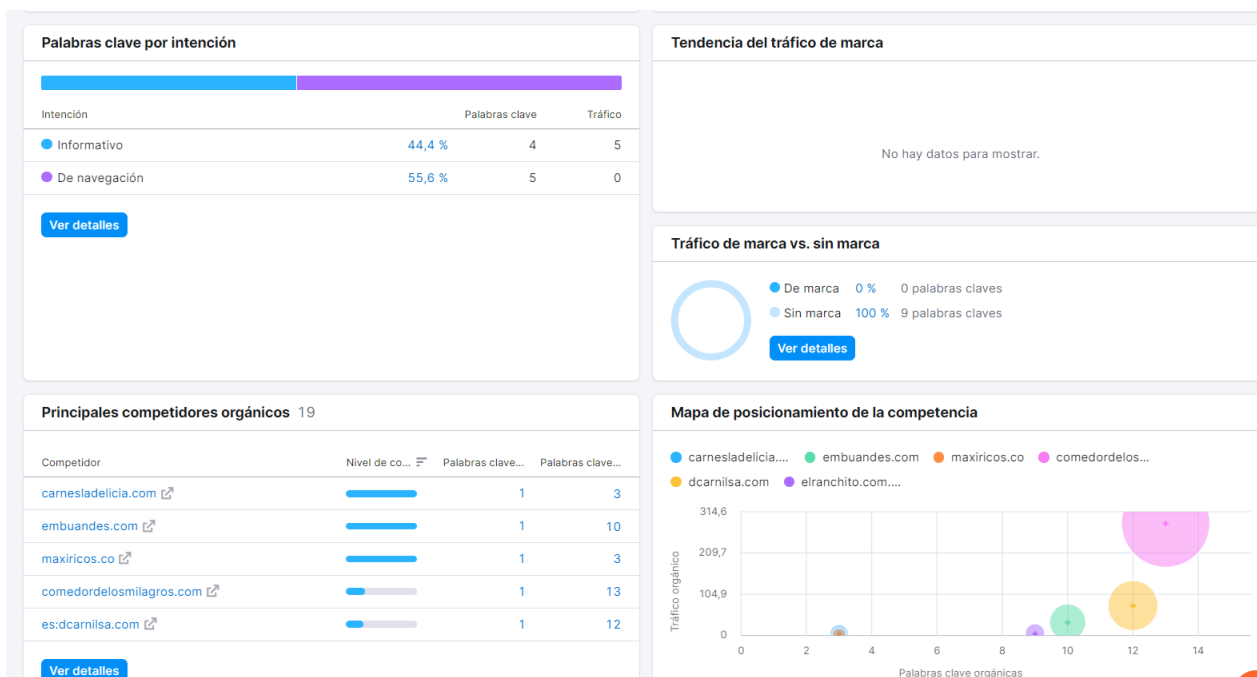 Palabras clave por intención
Intención Palabras clave Tráfico
Informativo 44,4 % 4 5
De navegación 55,6 % 5 0
Ver detalles
Tendencia del tráfico de marca
No hay datos para mostrar.
Tráfico de marca vs. sin marca
De marca 0 % 0 palabras claves
Sin marca 100 % 9 palabras claves
Ver detalles
Principales competidores orgánicos 19
Competidor Nivel de co... Palabras clave... Palabras clave...
carnesladelicia.com 1 3
embuandes.com 1 10
maxiricos.co 1 3
comedordelosmilagros.com 1 13
es:dcarnilsa.com 1 12
Ver detalles
Mapa de posicionamiento de la competencia
carnesladelicia.... embuandes.com maxiricos.co comedordelos...
dcarnilsa.com elranchito.com....
314,6
209,7
104,9
0
Tráfico orgánico
0 2 4 6 8 10 12 14
Palabras clave orgánicas